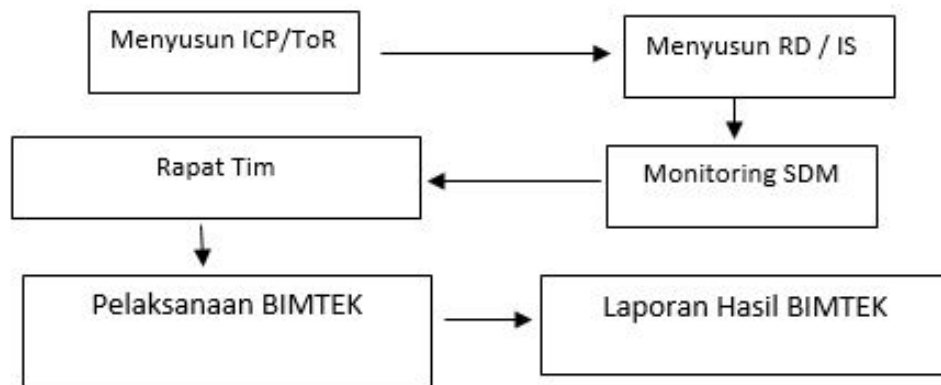 Menyusun ICP/ToR
Menyusun RD / IS
Monitoring SDM
Rapat Tim
Pelaksanaan BIMTEK
Laporan Hasil BIMTEK